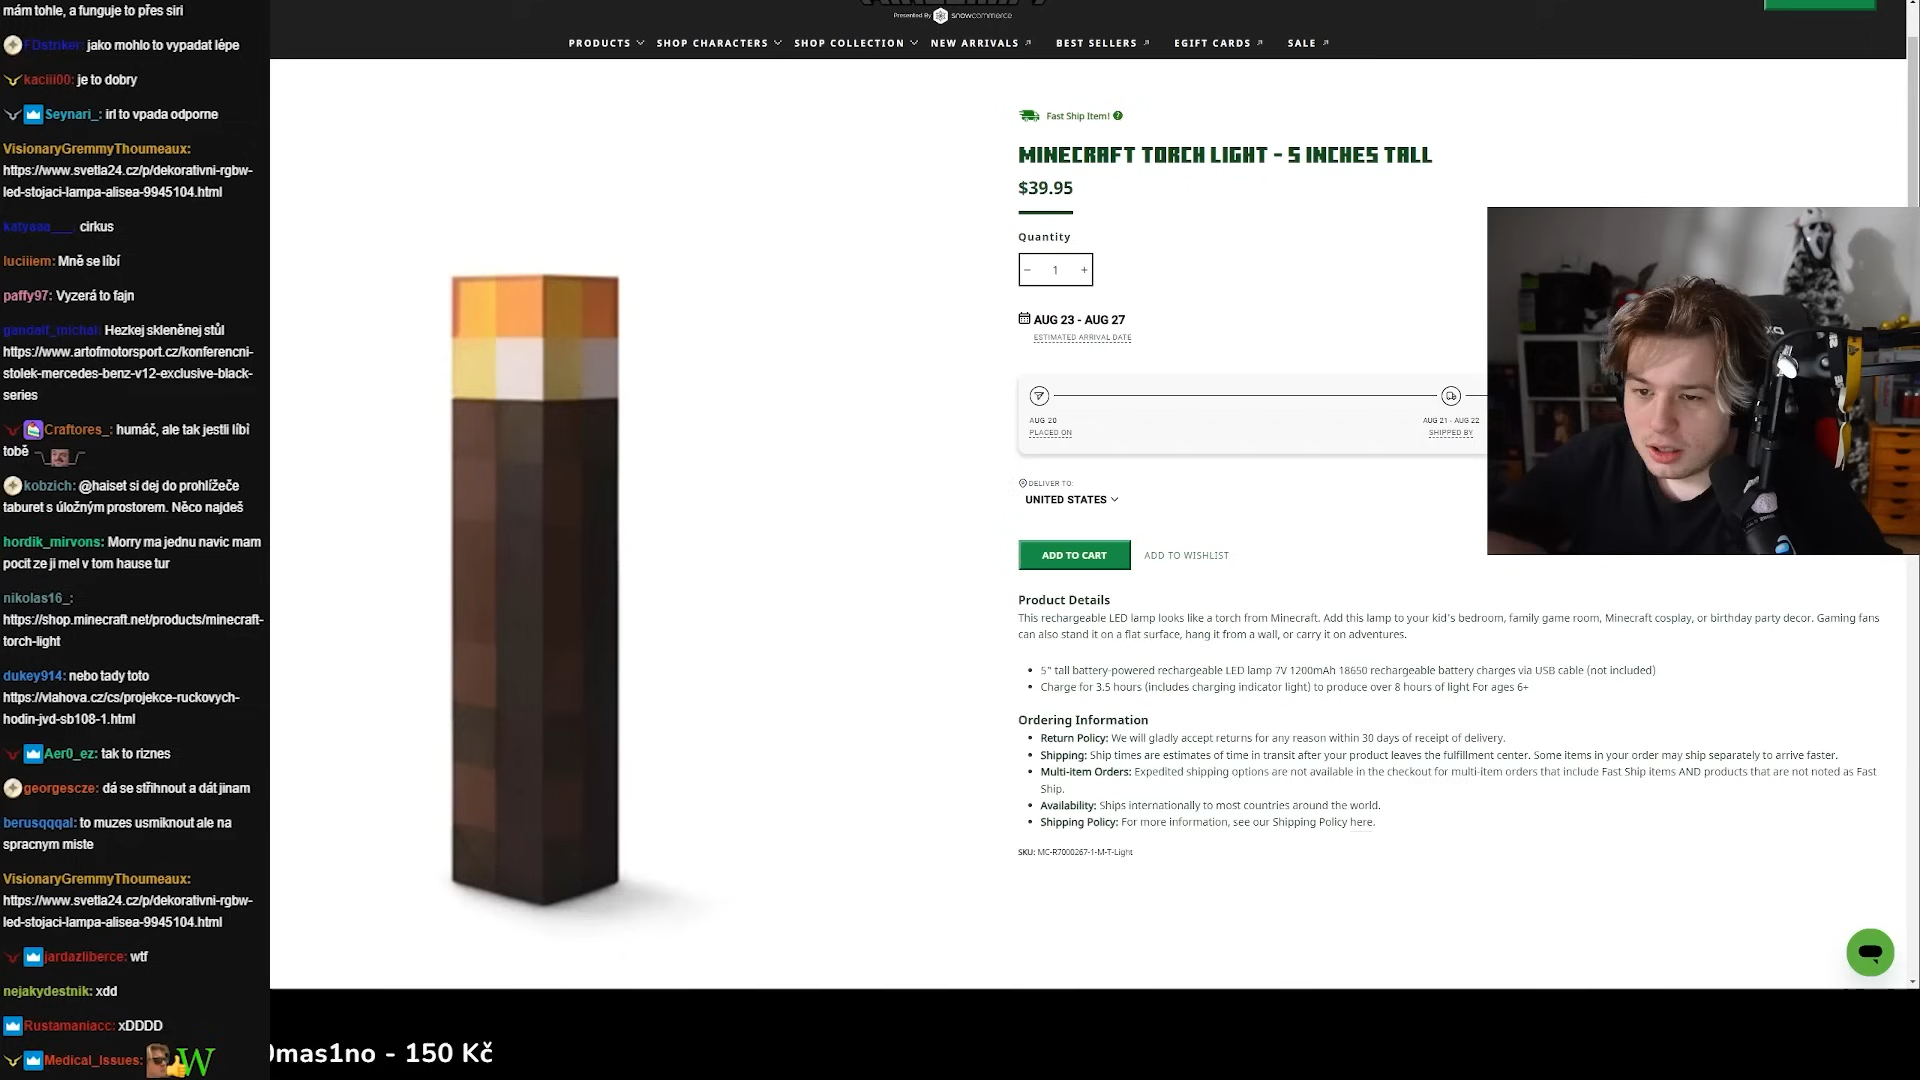 mám tohle, a funguje to přes siri
FDstriker: jako mohlo to vypadat lépe
kaciii00: je to dobry
Seynari_: irl to vpada odporne
VisionaryGremmyThoumeaux:
https://www.svetla24.cz/p/dekorativni-rgbw-
led-stojaci-lampa-alisea-9945104.html
katyaaa___: cirkus
luciiiem: Mně se líbí
paffy97: Vyzerá to fajn
gandalf_michal: Hezkej skleněnej stůl
https://www.artofmotorsport.cz/konferencni-
stolek-mercedes-benz-v12-exclusive-black-
series
Craftores_: humáč, ale tak jestli líbí
tobě
kobzich: @haiset si dej do prohlížeče
taburet s úložným prostorem. Něco najdeš
hordik_mirvons: Morry ma jednu navic mam
pocit ze ji mel v tom hause tur
nikolas16_:
https://shop.minecraft.net/products/minecraft-
torch-light
dukey914: nebo tady toto
https://vlahova.cz/cs/projekce-ruckovych-
hodin-jvd-sb108-1.html
Aer0_ez: tak to riznes
georgescze: dá se střihnout a dát jinam
berusqqqal: to muzes usmiknout ale na
spracnym miste
VisionaryGremmyThoumeaux:
https://www.svetla24.cz/p/dekorativni-rgbw-
led-stojaci-lampa-alisea-9945104.html
jardazliberce: wtf
nejakydestnik: xdd
Rustamaniacc: xDDDD
Medical_Issues: W
Presented By snowcommerce
PRODUCTS SHOP CHARACTERS SHOP COLLECTION NEW ARRIVALS BEST SELLERS EGIFT CARDS SALE
Fast Ship Item! ?
MINECRAFT TORCH LIGHT - 5 INCHES TALL
$39.95
Quantity
− 1 +
AUG 23 - AUG 27
ESTIMATED ARRIVAL DATE
AUG 20 AUG 21 - AUG 22
PLACED ON SHIPPED BY
DELIVER TO:
UNITED STATES
ADD TO CART ADD TO WISHLIST
Product Details
This rechargeable LED lamp looks like a torch from Minecraft. Add this lamp to your kid's bedroom, family game room, Minecraft cosplay, or birthday party decor. Gaming fans
can also stand it on a flat surface, hang it from a wall, or carry it on adventures.
• 5" tall battery-powered rechargeable LED lamp 7V 1200mAh 18650 rechargeable battery charges via USB cable (not included)
• Charge for 3.5 hours (includes charging indicator light) to produce over 8 hours of light For ages 6+
Ordering Information
• Return Policy: We will gladly accept returns for any reason within 30 days of receipt of delivery.
• Shipping: Ship times are estimates of time in transit after your product leaves the fulfillment center. Some items in your order may ship separately to arrive faster.
• Multi-item Orders: Expedited shipping options are not available in the checkout for multi-item orders that include Fast Ship items AND products that are not noted as Fast
Ship.
• Availability: Ships internationally to most countries around the world.
• Shipping Policy: For more information, see our Shipping Policy here.
SKU: MC-R7000267-1-M-T-Light
mas1no - 150 Kč